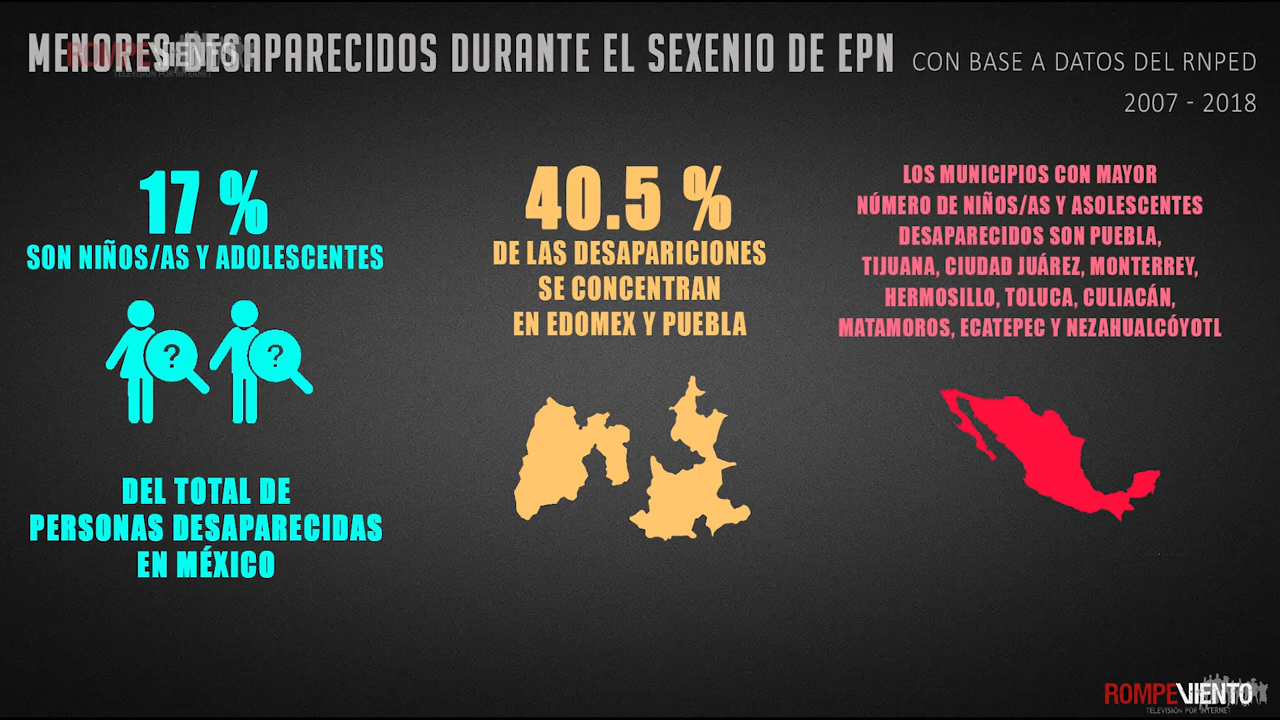 MENORES DESAPARECIDOS DURANTE EL SEXENIO DE EPN CON BASE A DATOS DEL RNPED
2007 - 2018
ROMPEVIENTO
TELEVISIÓN POR INTERNET
17 %
SON NIÑOS/AS Y ADOLESCENTES
?
?
DEL TOTAL DE
PERSONAS DESAPARECIDAS
EN MÉXICO
40.5 %
DE LAS DESAPARICIONES
SE CONCENTRAN
EN EDOMEX Y PUEBLA
LOS MUNICIPIOS CON MAYOR
NÚMERO DE NIÑOS/AS Y ASOLESCENTES
DESAPARECIDOS SON PUEBLA,
TIJUANA, CIUDAD JUÁREZ, MONTERREY,
HERMOSILLO, TOLUCA, CULIACÁN,
MATAMOROS, ECATEPEC Y NEZAHUALCÓYOTL
ROMPEVIENTO
TELEVISIÓN POR INTERNET